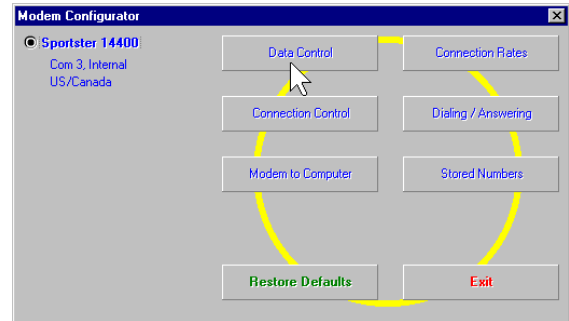 Modem Configurator
Sportster 14400
Com 3, Internal
US/Canada
Data Control
Connection Rates
Connection Control
Dialing / Answering
Modem to Computer
Stored Numbers
Restore Defaults
Exit